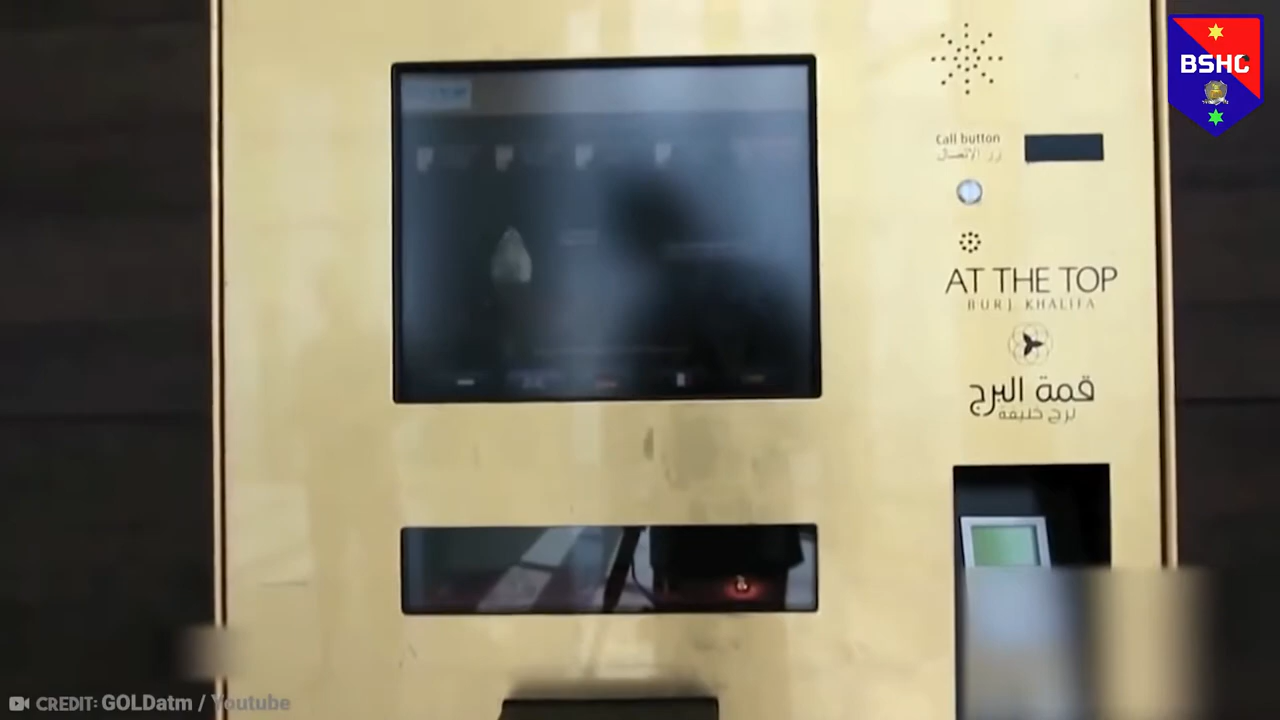 BSHC
Call button
زر الاتصال
AT THE TOP
BURJ KHALIFA
قمة البرج
برج خليفة
CREDIT: GOLDatm / Youtube